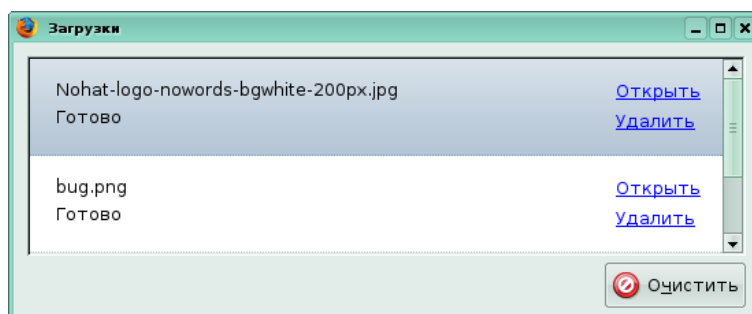 Загрузки
Nohat-logo-nowords-bgwhite-200px.jpg
Открыть
Готово
Удалить
bug.png
Открыть
Готово
Удалить
Очистить